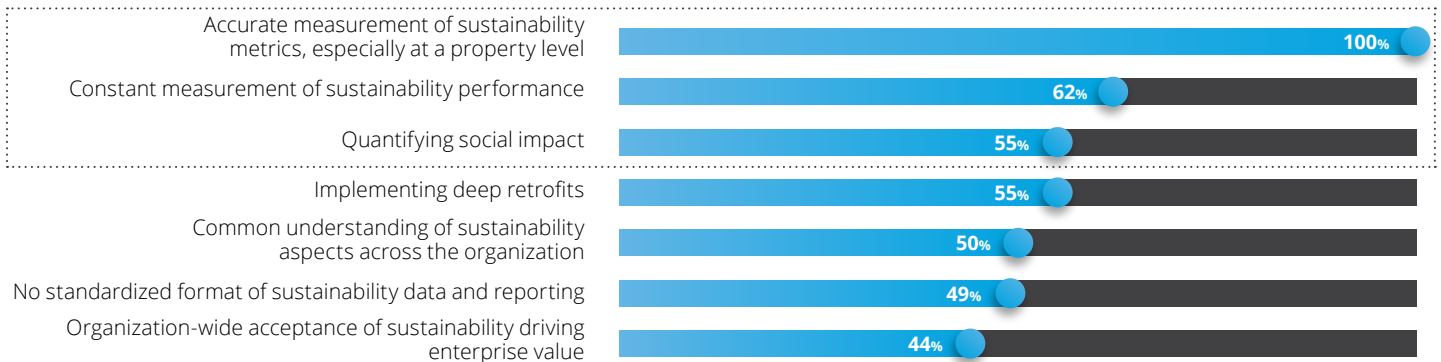 Accurate measurement of sustainability
metrics, especially at a property level
100%
Constant measurement of sustainability performance
62%
Quantifying social impact
55%
Implementing deep retrofits
55%
Common understanding of sustainability
aspects across the organization
50%
No standardized format of sustainability data and reporting
49%
Organization-wide acceptance of sustainability driving
enterprise value
44%